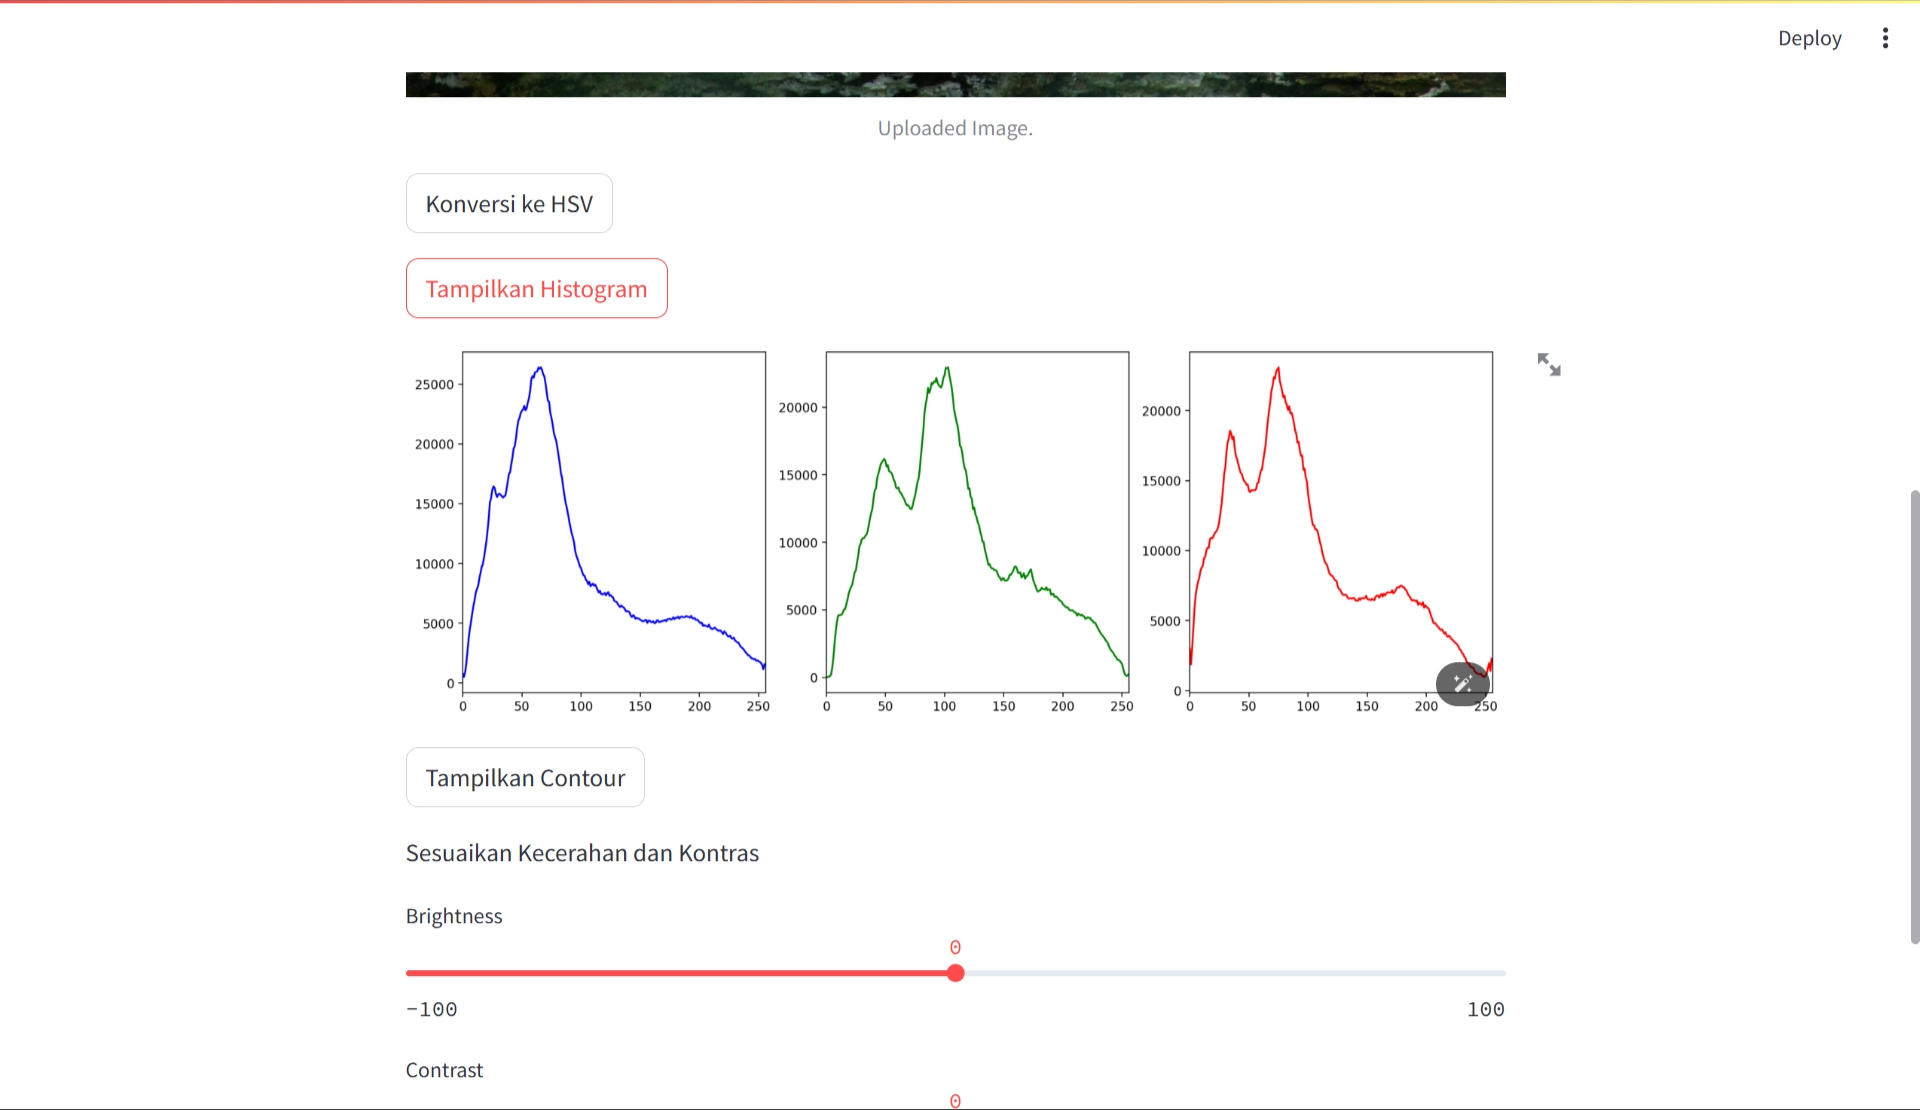 Deploy
Uploaded Image.
Konversi ke HSV
Tampilkan Histogram
25000
20000
15000
10000
5000
0
0 50 100 150 200 250
20000
15000
10000
5000
0
0 50 100 150 200 250
20000
15000
10000
5000
0
0 50 100 150 200 250
Tampilkan Contour
Sesuaikan Kecerahan dan Kontras
Brightness
0
-100 100
Contrast
0